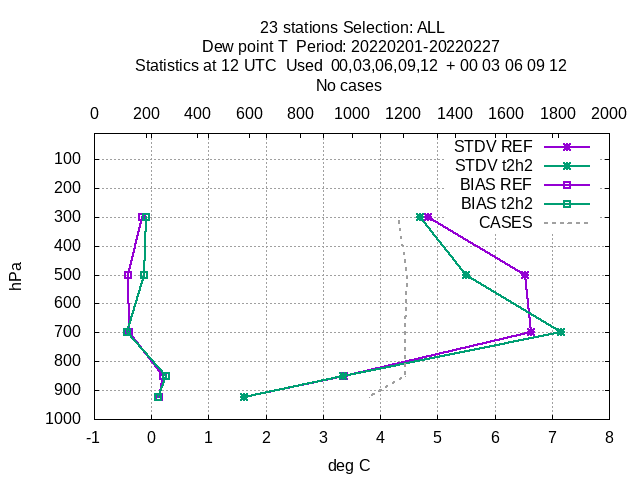 23 stations Selection: ALL
Dew point T  Period: 20220201-20220227
Statistics at 12 UTC  Used  00,03,06,09,12  + 00 03 06 09 12
No cases
0 200 400 600 800 1000 1200 1400 1600 1800 2000
STDV REF
STDV t2h2
BIAS REF
BIAS t2h2
CASES
100
200
300
400
500
600
700
800
900
1000
hPa
-1 0 1 2 3 4 5 6 7 8
deg C